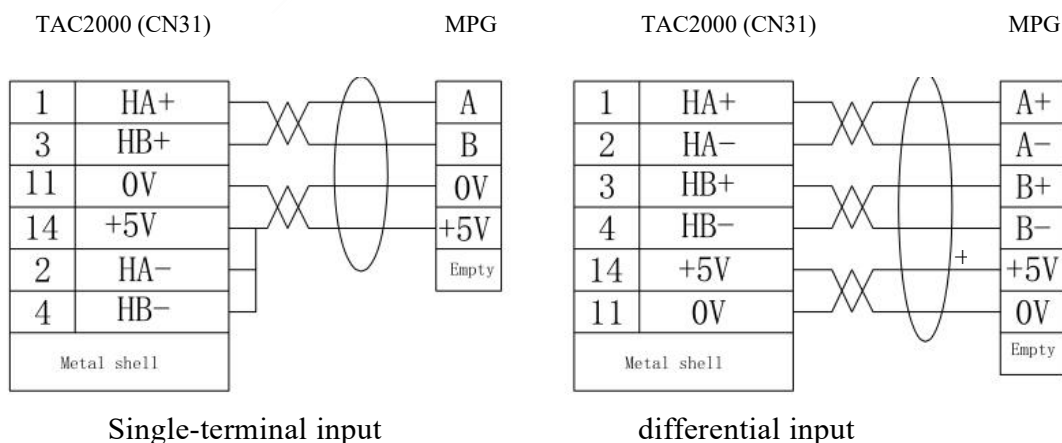 TAC2000 (CN31) MPG TAC2000 (CN31) MPG
1 HA+ A 1 HA+ A+
3 HB+ B 2 HA- A-
11 0V 0V 3 HB+ B+
14 +5V +5V 4 HB- B-
2 HA- Empty 14 +5V + +5V
4 HB- 11 0V 0V
Metal shell Metal shell Empty
Single-terminal input differential input